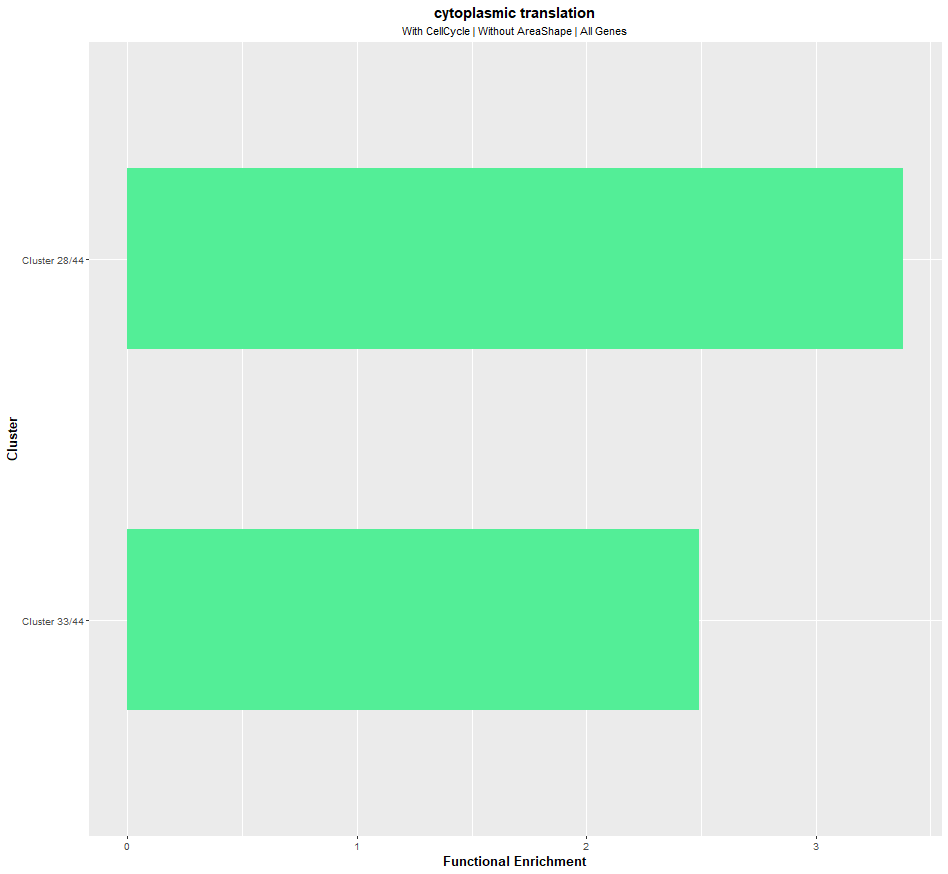 cytoplasmic translation
With CellCycle | Without AreaShape | All Genes
Cluster
Cluster 28/44
Cluster 33/44
0 1 2 3
Functional Enrichment